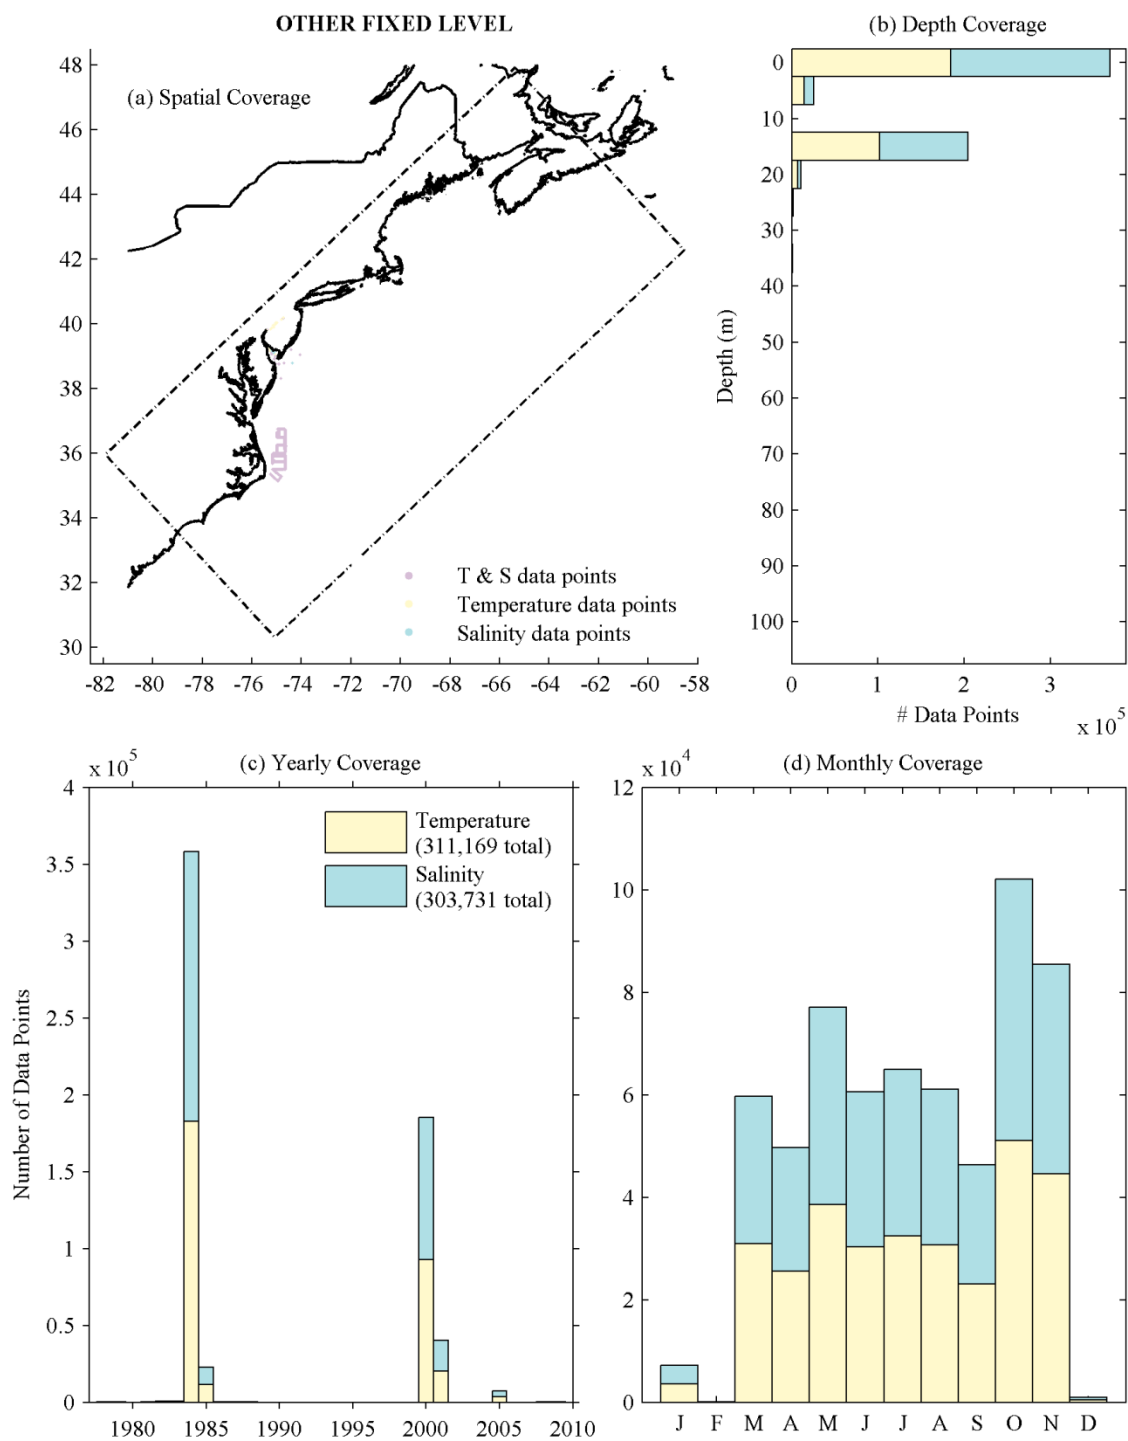 OTHER FIXED LEVEL
(a) Spatial Coverage
48
46
44
42
40
38
36
34
32
30
-82 -80 -78 -76 -74 -72 -70 -68 -66 -64 -62 -60 -58
T & S data points
Temperature data points
Salinity data points
(b) Depth Coverage
Depth (m)
0
10
20
30
40
50
60
70
80
90
100
0 1 2 3
# Data Points
x 10^5
(c) Yearly Coverage
x 10^5
Number of Data Points
4
3.5
3
2.5
2
1.5
1
0.5
0
1980 1985 1990 1995 2000 2005 2010
Temperature
(311,169 total)
Salinity
(303,731 total)
(d) Monthly Coverage
x 10^4
12
10
8
6
4
2
0
J F M A M J J A S O N D